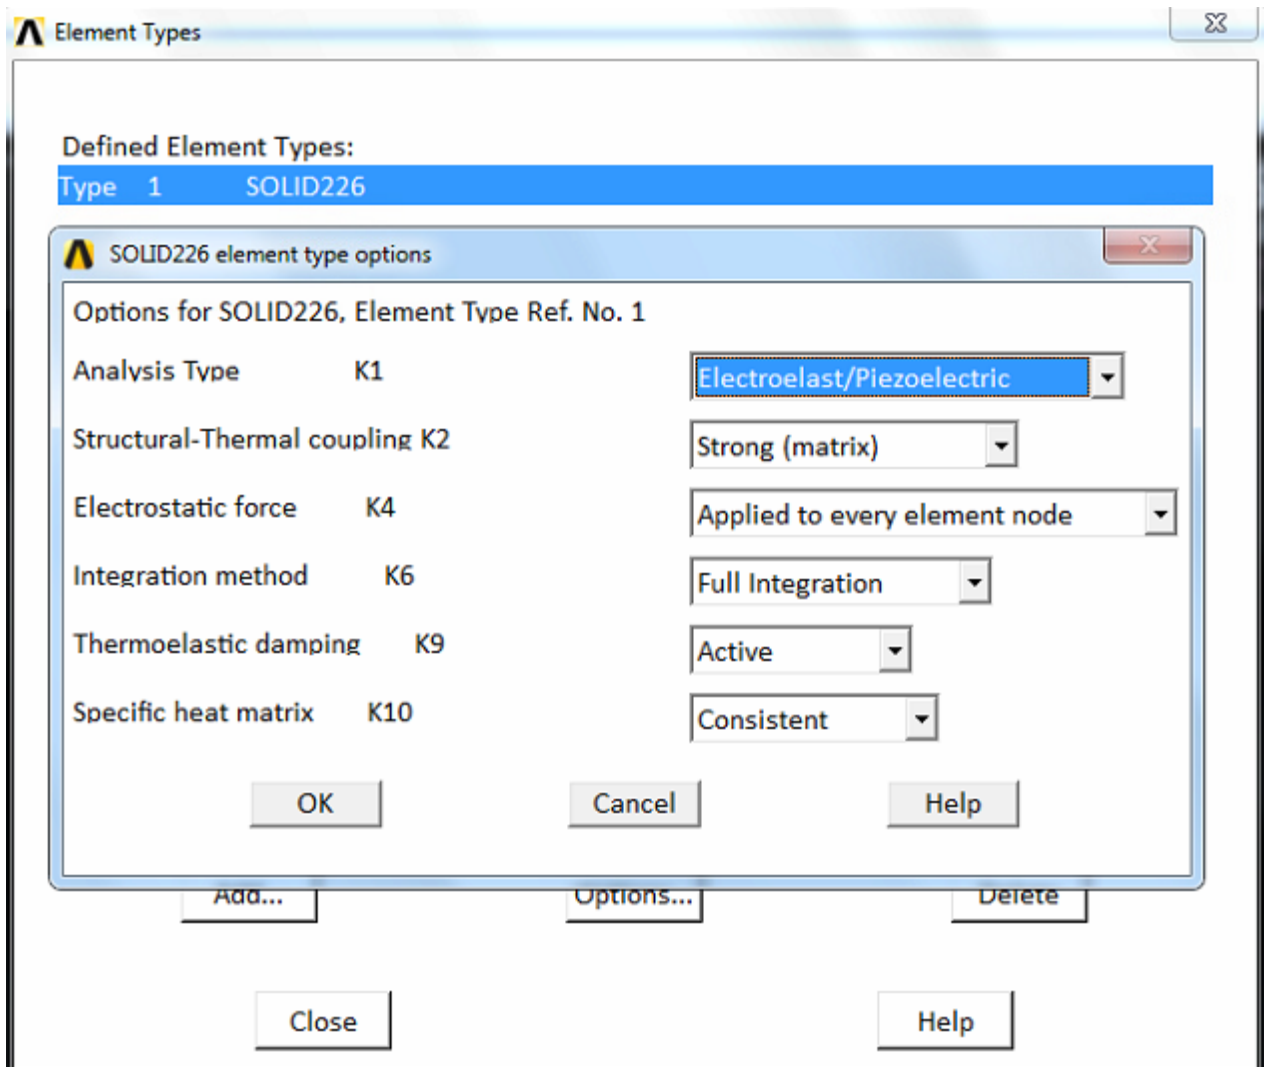 Element Types
Defined Element Types:
Type 1 SOLID226
SOLID226 element type options
Options for SOLID226, Element Type Ref. No. 1
Analysis Type K1 Electroelast/Piezoelectric
Structural-Thermal coupling K2 Strong (matrix)
Electrostatic force K4 Applied to every element node
Integration method K6 Full Integration
Thermoelastic damping K9 Active
Specific heat matrix K10 Consistent
OK Cancel Help
Add... Options... Delete
Close Help